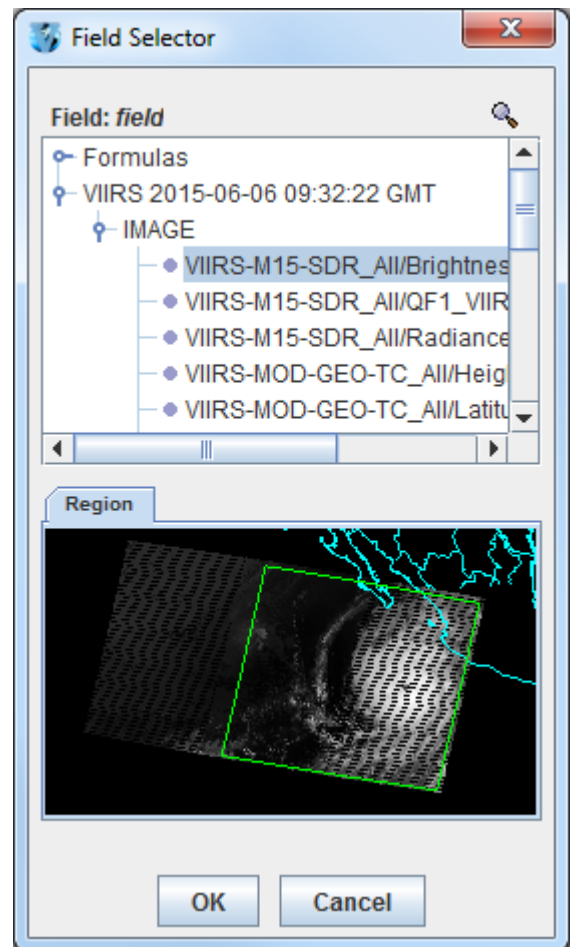 Field Selector
Field: field
Formulas
VIIRS 2015-06-06 09:32:22 GMT
IMAGE
VIIRS-M15-SDR_All/Brightnes
VIIRS-M15-SDR_All/QF1_VIIR
VIIRS-M15-SDR_All/Radiance
VIIRS-MOD-GEO-TC_All/Heig
VIIRS-MOD-GEO-TC_All/Latitu
Region
OK Cancel